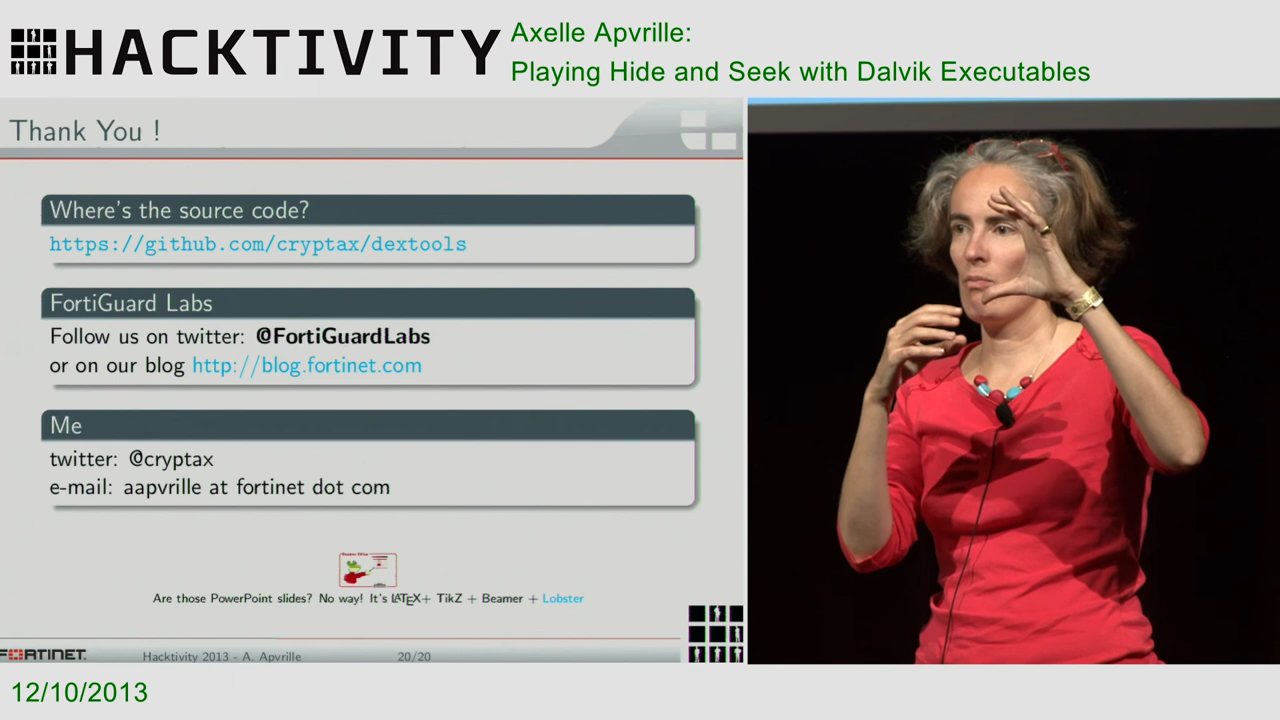 HACKTIVITY
Axelle Apvrille:
Playing Hide and Seek with Dalvik Executables
Thank You !
Where's the source code?
https://github.com/cryptax/dextools
FortiGuard Labs
Follow us on twitter: @FortiGuardLabs
or on our blog http://blog.fortinet.com
Me
twitter: @cryptax
e-mail: aapvrille at fortinet dot com
Are those PowerPoint slides? No way! It's LATEX+ TikZ + Beamer + Lobster
FORTINET.
Hacktivity 2013 - A. Apvrille
20/20
12/10/2013